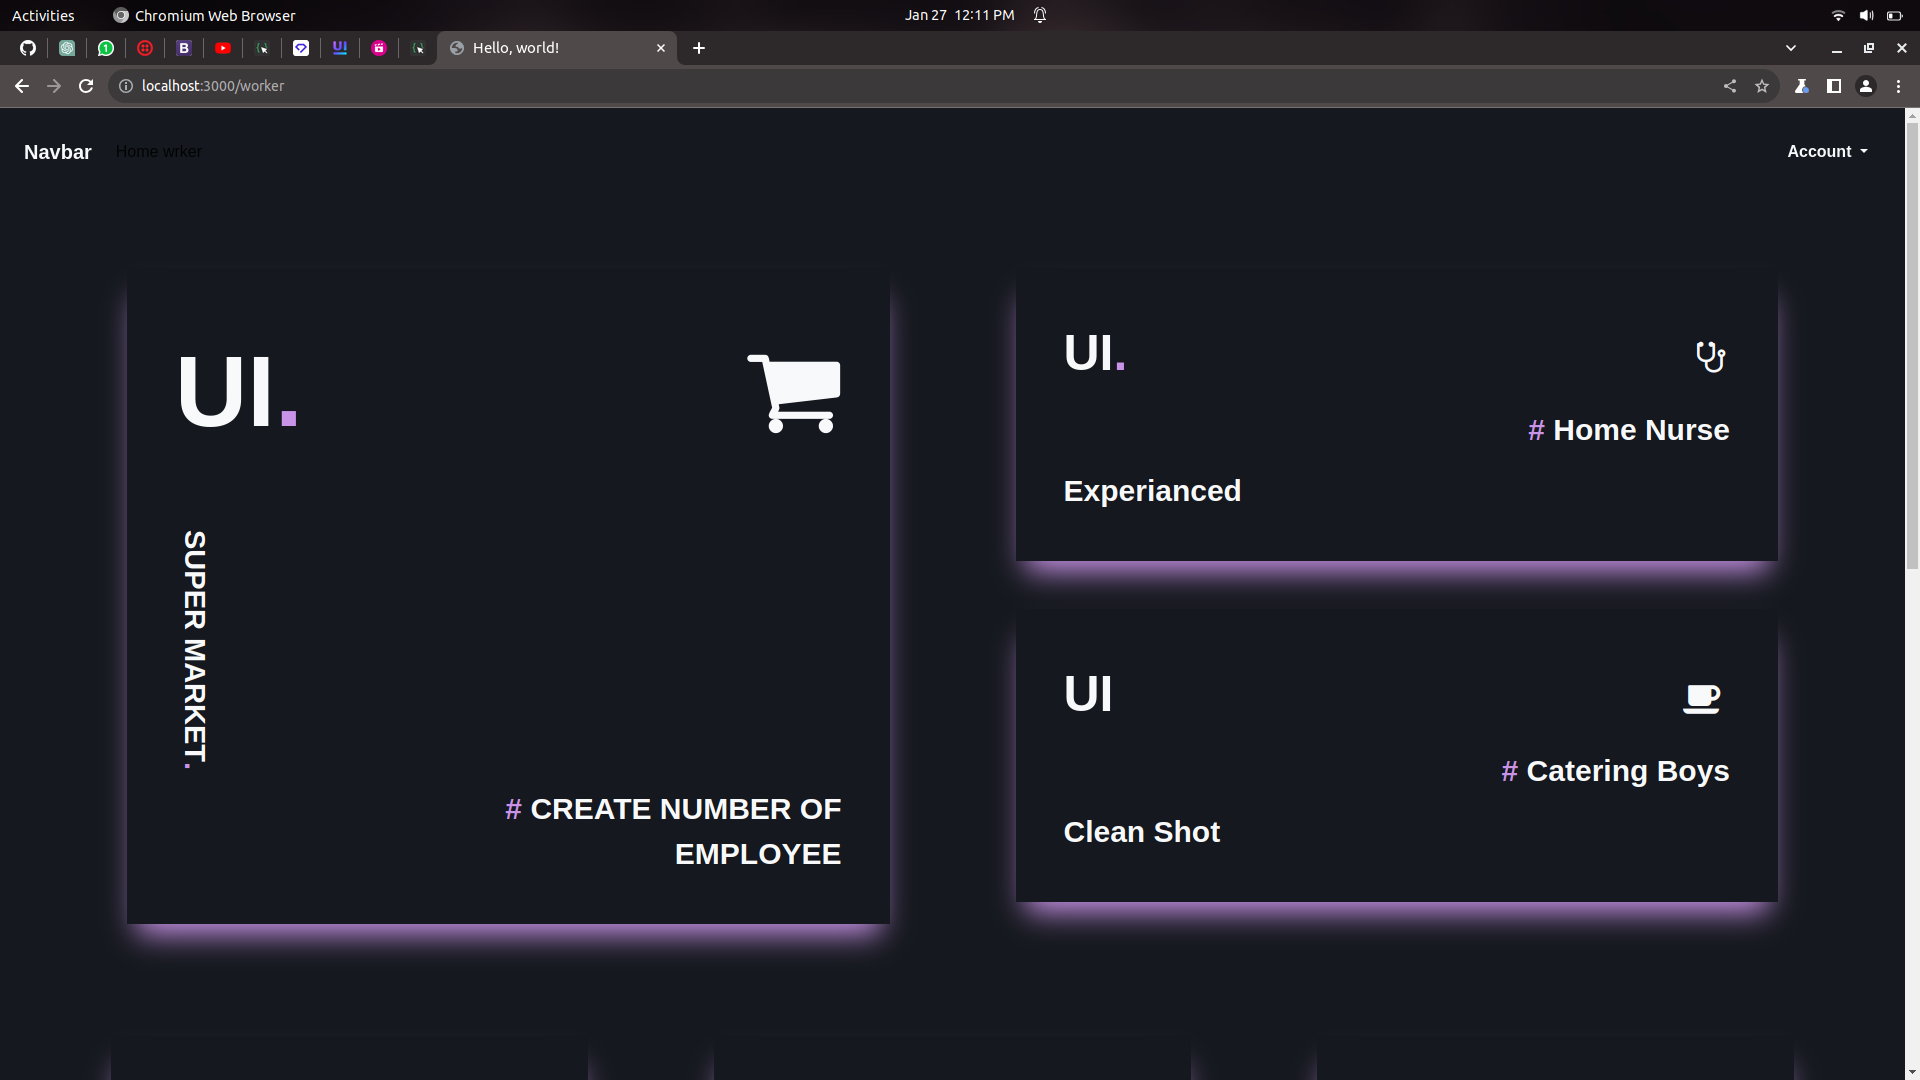 Activities
Chromium Web Browser
Jan 27 12:11 PM
Hello, world!
localhost:3000/worker
Navbar
Home wrker
Account
UI.
SUPER MARKET.
# CREATE NUMBER OF
EMPLOYEE
UI.
# Home Nurse
Experianced
UI
# Catering Boys
Clean Shot